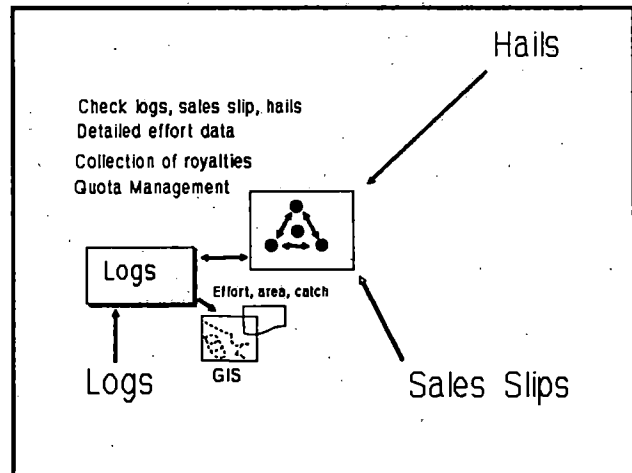 Hails
Check logs, sales slip, hails
Detailed effort data
Collection of royalties
Quota Management
Logs
Effort, area, catch
GIS
Logs
Sales Slips